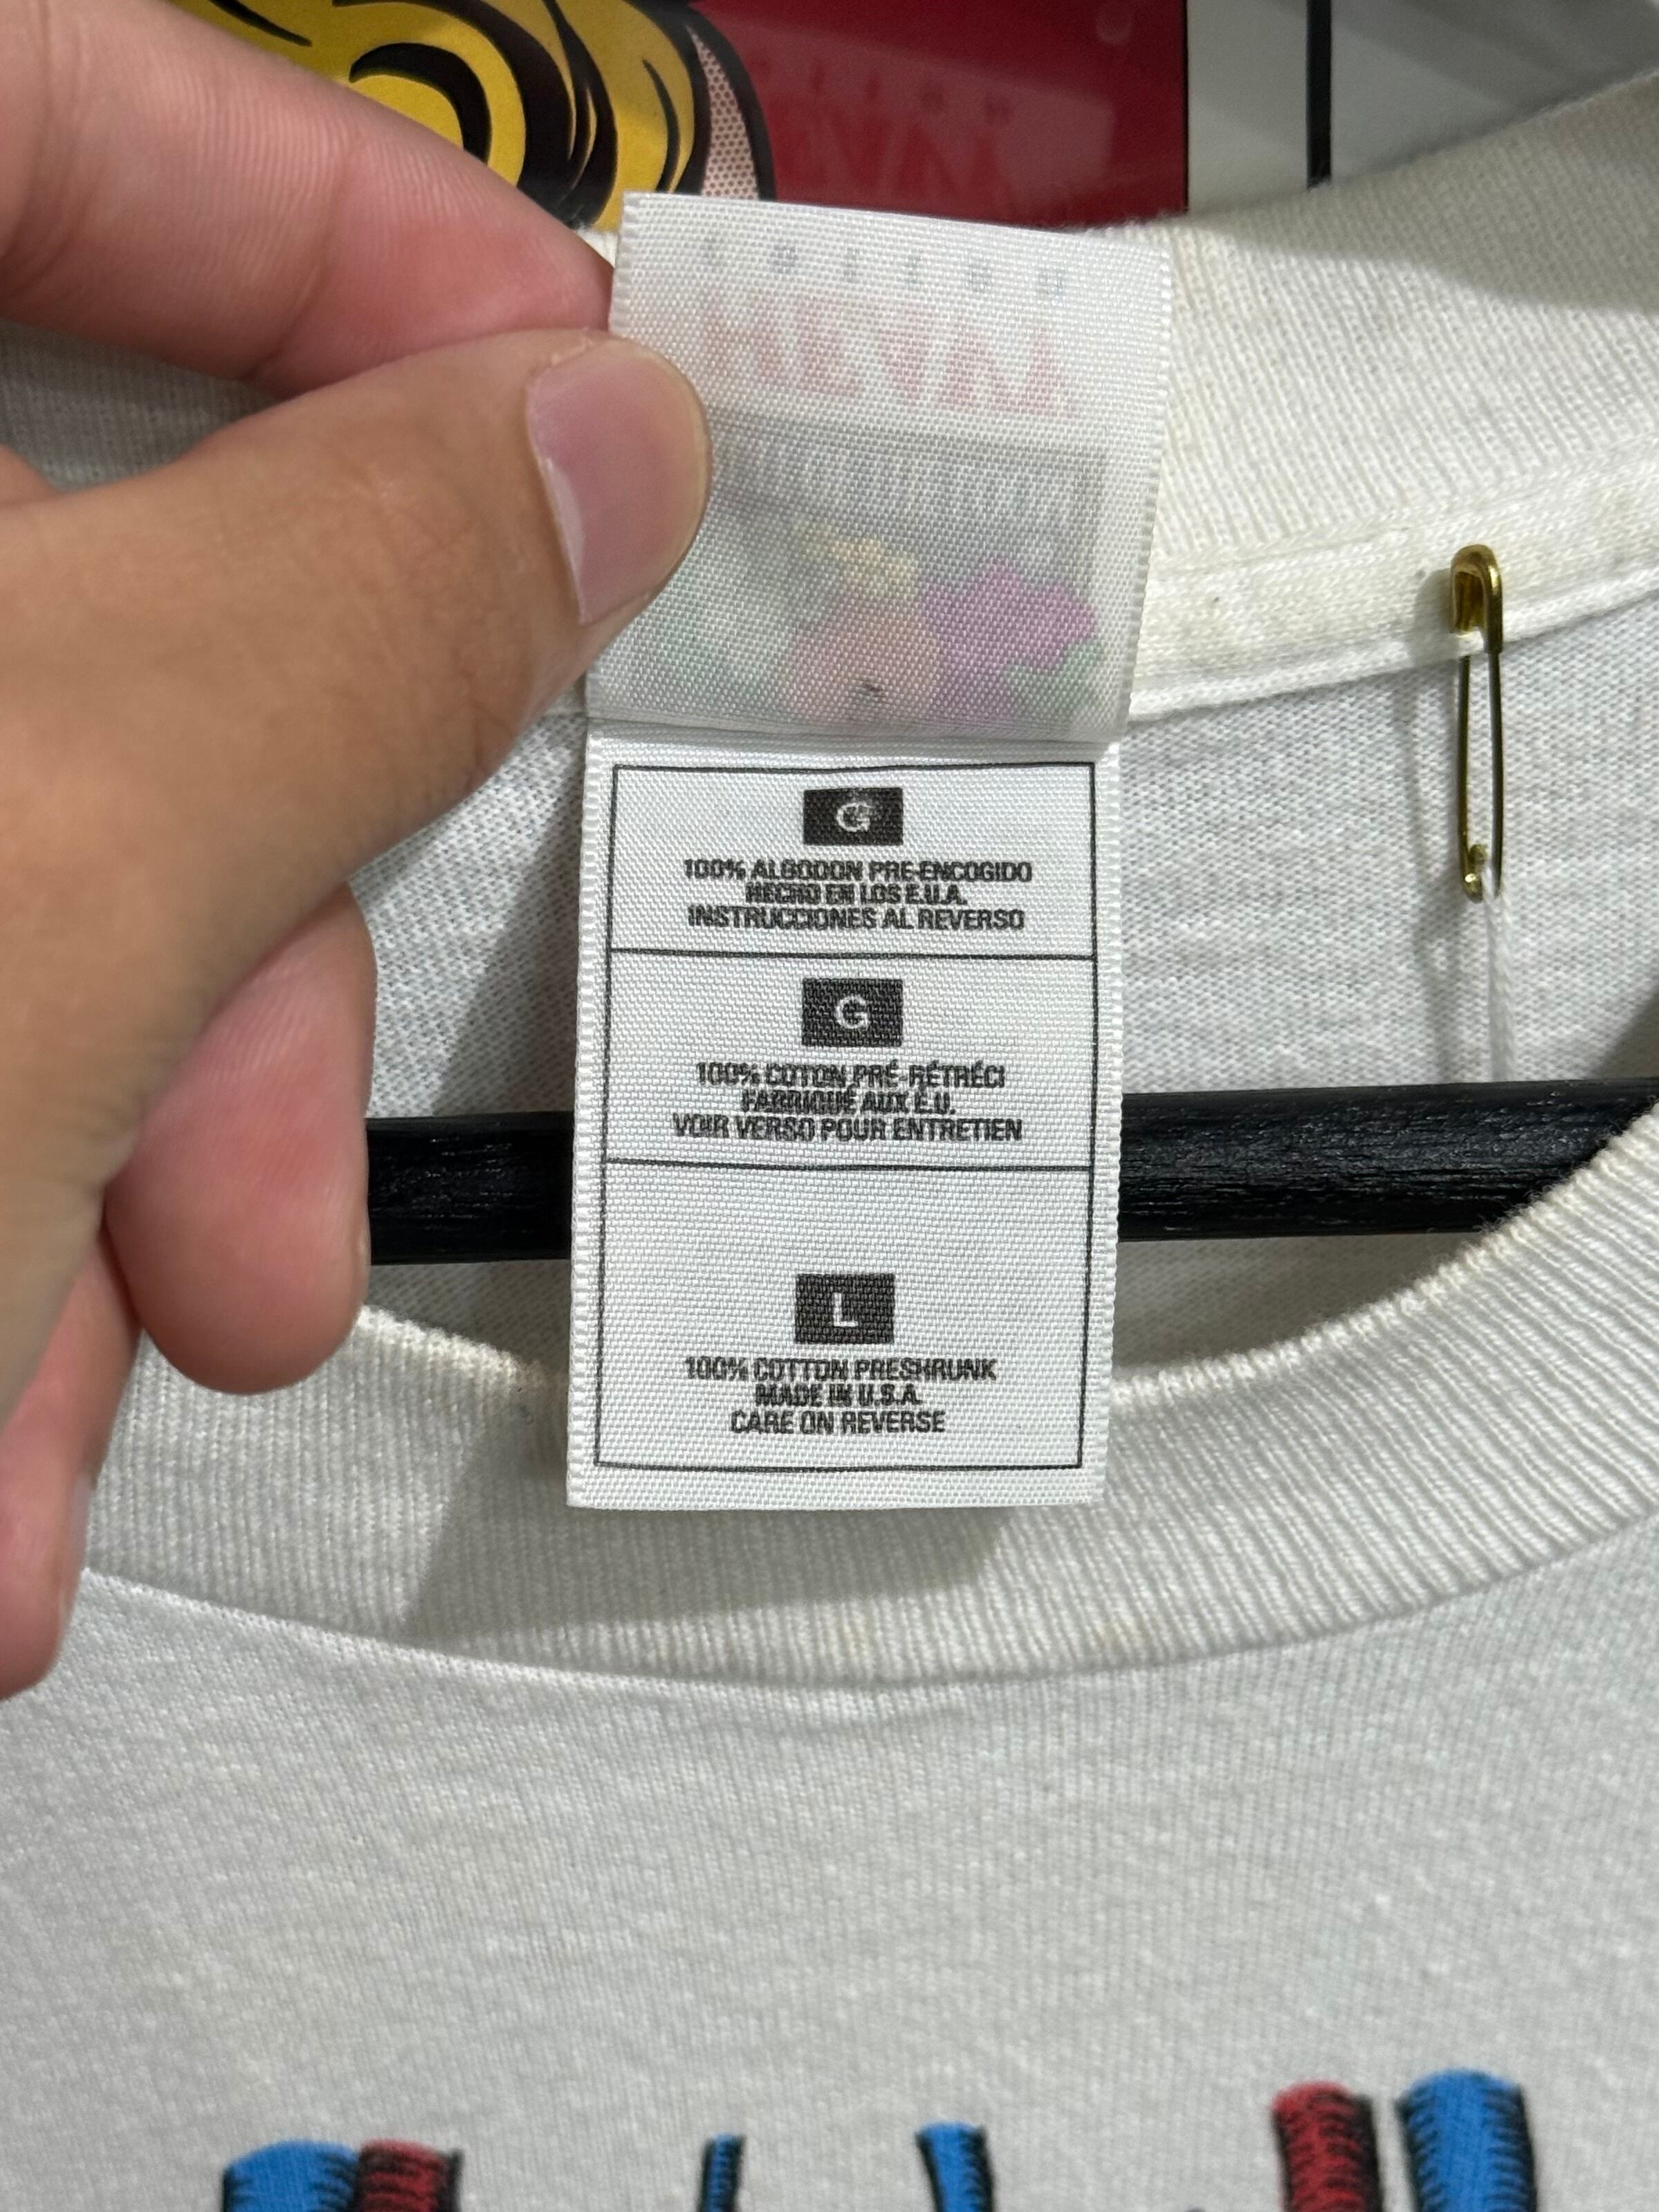 G
100% ALGODON PRE-ENCOGIDO
HECHO EN LOS E.U.A.
INSTRUCCIONES AL REVERSO
G
100% COTON PRÉ-RÉTRÉCI
FABRIQUÉ AUX É.U.
VOIR VERSO POUR ENTRETIEN
L
100% COTTON PRESHRUNK
MADE IN U.S.A.
CARE ON REVERSE